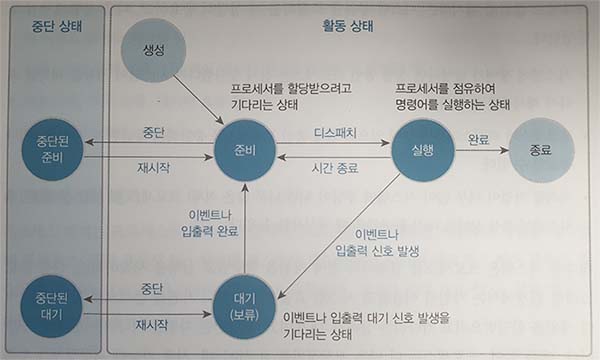 중단 상태
활동 상태
생성
프로세서를 할당받으려고
기다리는 상태
프로세서를 점유하여
명령어를 실행하는 상태
중단된
준비
중단
재시작
준비
디스패치
시간 종료
실행
완료
종료
이벤트나
입출력 완료
이벤트나
입출력 신호 발생
중단된
대기
중단
재시작
대기
(보류)
이벤트나 입출력 대기 신호 발생을
기다리는 상태